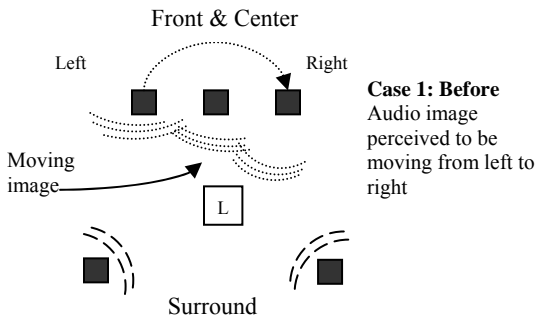 Front & Center
Left
Right
Case 1: Before
Audio image
perceived to be
moving from left to
right
Moving
image
L
Surround